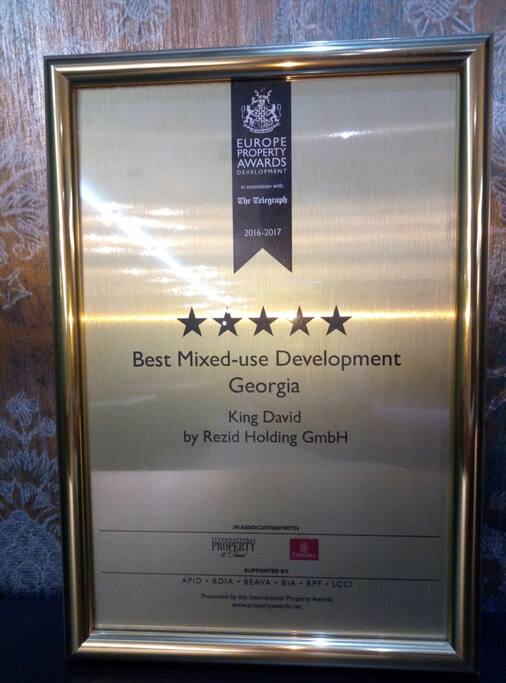 EUROPE
PROPERTY
AWARDS
DEVELOPMENT
in association with
The Telegraph
2016-2017
Best Mixed-use Development
Georgia
King David
by Rezid Holding GmbH
IN ASSOCIATION WITH
INTERNATIONAL
PROPERTY
& Travel
Emirates
SUPPORTED BY
APID • BDIA • BEAVA • BIA • BPF • LCCI
Presented by the International Property Awards
www.propertyawards.net